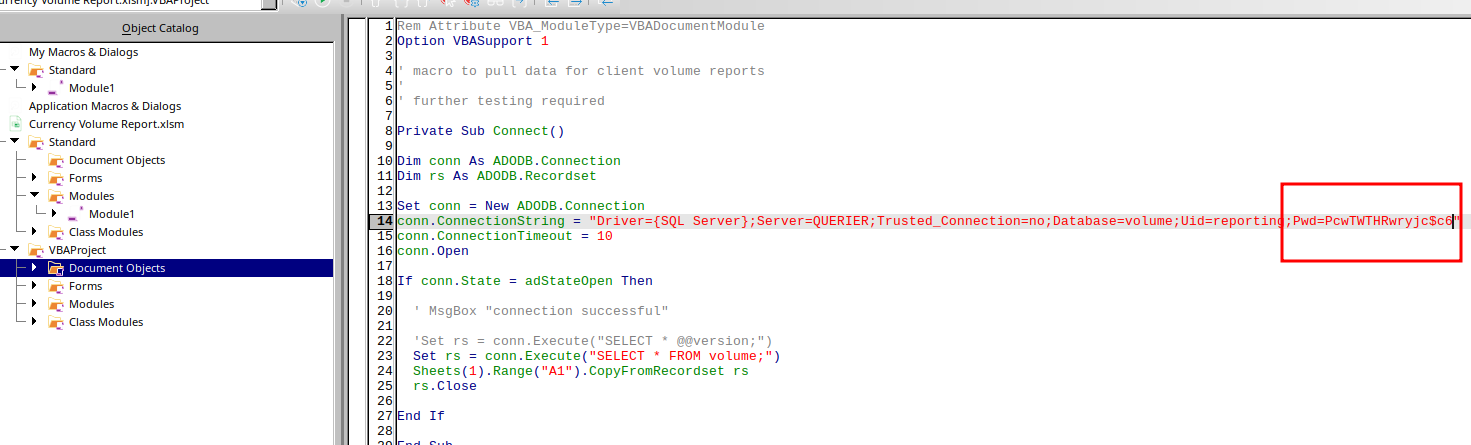 urrency Volume Report.xlsm].VBAProject
Object Catalog
My Macros & Dialogs
Standard
Module1
Application Macros & Dialogs
Currency Volume Report.xlsm
Standard
Document Objects
Forms
Modules
Module1
Class Modules
VBAProject
Document Objects
Forms
Modules
Class Modules
1 Rem Attribute VBA_ModuleType=VBADocumentModule
2 Option VBASupport 1
3
4 ' macro to pull data for client volume reports
5 '
6 ' further testing required
7
8 Private Sub Connect()
9
10 Dim conn As ADODB.Connection
11 Dim rs As ADODB.Recordset
12
13 Set conn = New ADODB.Connection
14 conn.ConnectionString = "Driver={SQL Server};Server=QUERIER;Trusted_Connection=no;Database=volume;Uid=reporting;Pwd=PcwTWTHRwryjc$c6"
15 conn.ConnectionTimeout = 10
16 conn.Open
17
18 If conn.State = adStateOpen Then
19
20 ' MsgBox "connection successful"
21
22 'Set rs = conn.Execute("SELECT * @@version;")
23 Set rs = conn.Execute("SELECT * FROM volume;")
24 Sheets(1).Range("A1").CopyFromRecordset rs
25 rs.Close
26
27 End If
28
29 End Sub